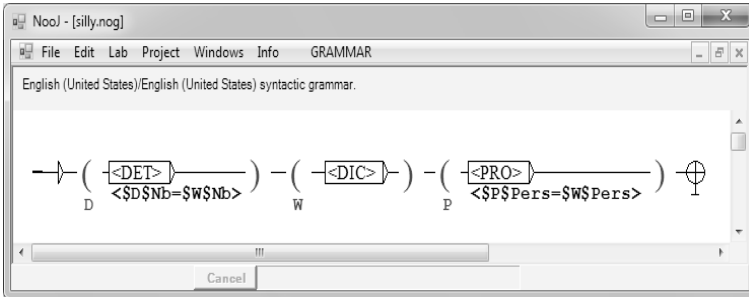 NooJ - [silly.nog]
File Edit Lab Project Windows Info GRAMMAR
English (United States)/English (United States) syntactic grammar.
( <DET> ) ( <DIC> ) ( <PRO> )
<$D$Nb=$W$Nb> <$P$Pers=$W$Pers>
D W P
Cancel